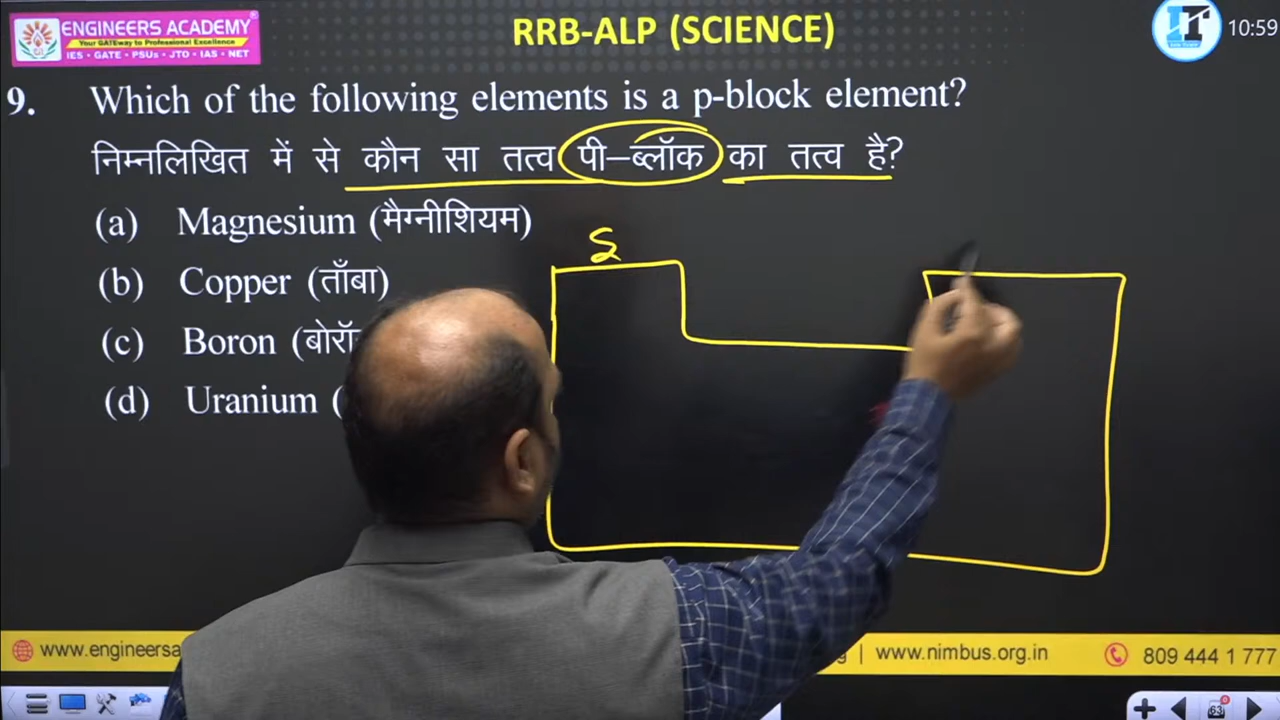 ENGINEERS ACADEMY
Your GATEway to Professional Excellence
IES • GATE • PSUs • JTO • IAS • NET
RRB-ALP (SCIENCE)
10:59
9. Which of the following elements is a p-block element?
निम्नलिखित में से कौन सा तत्व पी–ब्लॉक का तत्व है?
(a) Magnesium (मैग्नीशियम)
S
(b) Copper (ताँबा)
(c) Boron
(d) Uranium (
www.nimbus.org.in
809 444 1 777
63